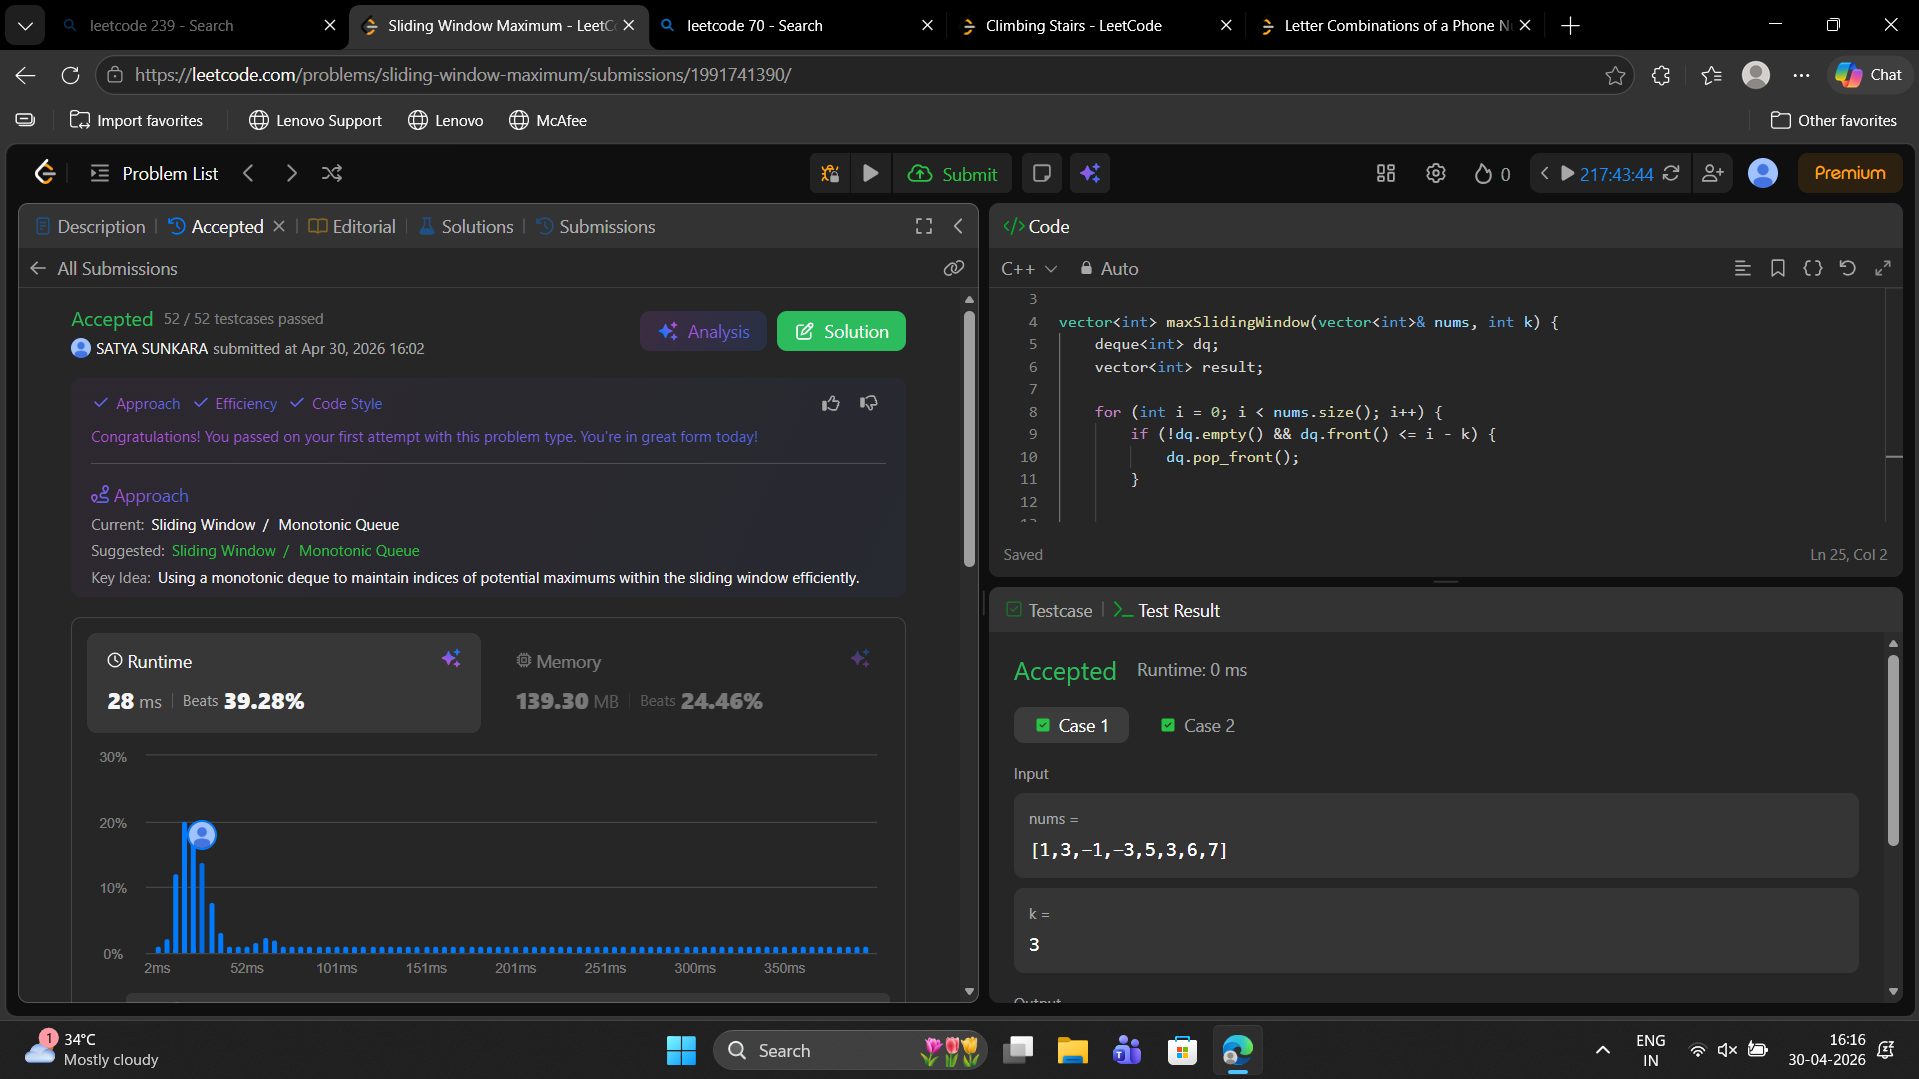 leetcode 239 - Search
Sliding Window Maximum - LeetC
leetcode 70 - Search
Climbing Stairs - LeetCode
Letter Combinations of a Phone N
https://leetcode.com/problems/sliding-window-maximum/submissions/1991741390/
Chat
Import favorites
Lenovo Support
Lenovo
McAfee
Other favorites
Problem List
Submit
0
217:43:44
Premium
Description
Accepted
Editorial
Solutions
Submissions
All Submissions
Accepted 52 / 52 testcases passed
SATYA SUNKARA submitted at Apr 30, 2026 16:02
Analysis
Solution
Approach Efficiency Code Style
Congratulations! You passed on your first attempt with this problem type. You're in great form today!
Approach
Current: Sliding Window / Monotonic Queue
Suggested: Sliding Window / Monotonic Queue
Key Idea: Using a monotonic deque to maintain indices of potential maximums within the sliding window efficiently.
Runtime
28 ms Beats 39.28%
Memory
139.30 MB Beats 24.46%
30%
20%
10%
0%
2ms 52ms 101ms 151ms 201ms 251ms 300ms 350ms
</> Code
C++ Auto
3
4 vector<int> maxSlidingWindow(vector<int>& nums, int k) {
5 deque<int> dq;
6 vector<int> result;
7
8 for (int i = 0; i < nums.size(); i++) {
9 if (!dq.empty() && dq.front() <= i - k) {
10 dq.pop_front();
11 }
12
Saved
Ln 25, Col 2
Testcase
Test Result
Accepted Runtime: 0 ms
Case 1
Case 2
Input
nums =
[1,3,-1,-3,5,3,6,7]
k =
3
1
34°C
Mostly cloudy
Search
ENG
IN
16:16
30-04-2026